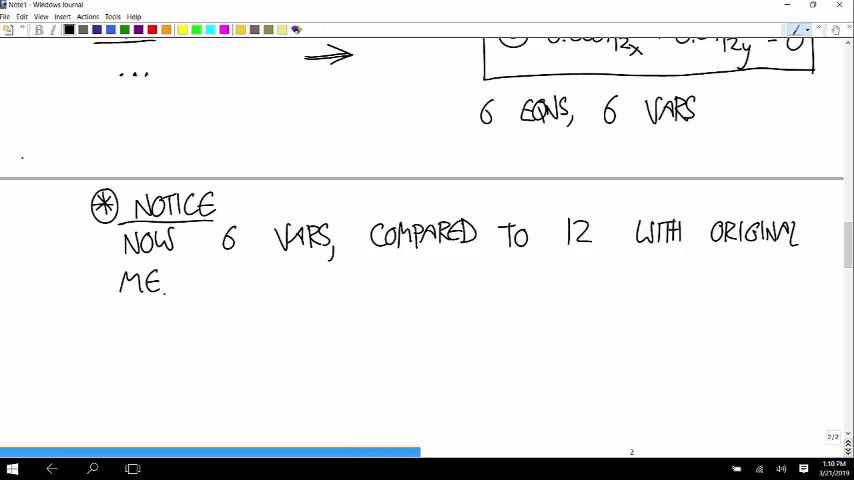 Note1 - Windows Journal
File Edit View Insert Actions Tools Help
B I
...
6 EQNS, 6 VARS
NOTICE
NOW 6 VARS, COMPARED TO 12 WITH ORIGINAL
ME.
2/2
2
1:10 PM
3/21/2019